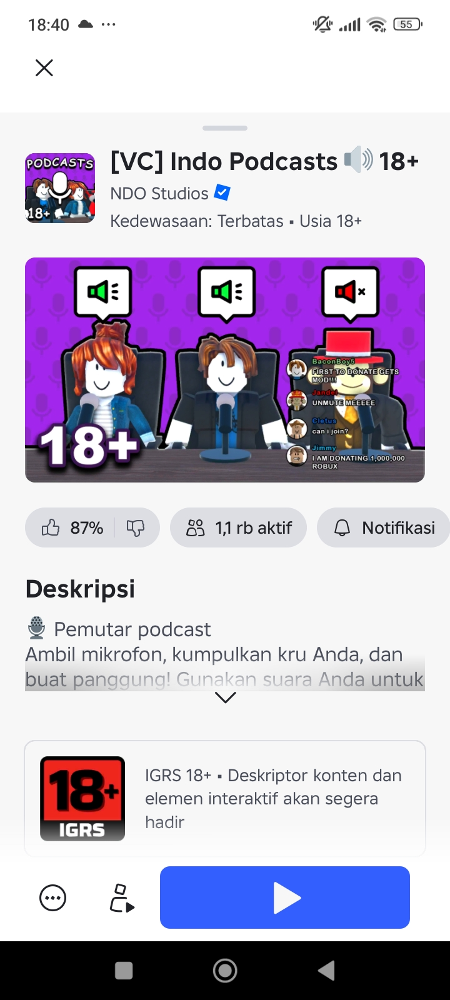 18:40
55
PODCASTS
18+
[VC] Indo Podcasts 🔊 18+
NDO Studios
Kedewasaan: Terbatas ▪ Usia 18+
BaconBoy5
FIRST TO DONATE GETS
MOD!!!
Jandel
UNMUTE MEEEEE
Cletus
can i join?
Jimmy
I AM DONATING 1,000,000
ROBUX
18+
87%
1,1 rb aktif
Notifikasi
Deskripsi
🎙️ Pemutar podcast
Ambil mikrofon, kumpulkan kru Anda, dan
buat panggung! Gunakan suara Anda untuk
18+
IGRS
IGRS 18+ ▪ Deskriptor konten dan
elemen interaktif akan segera
hadir